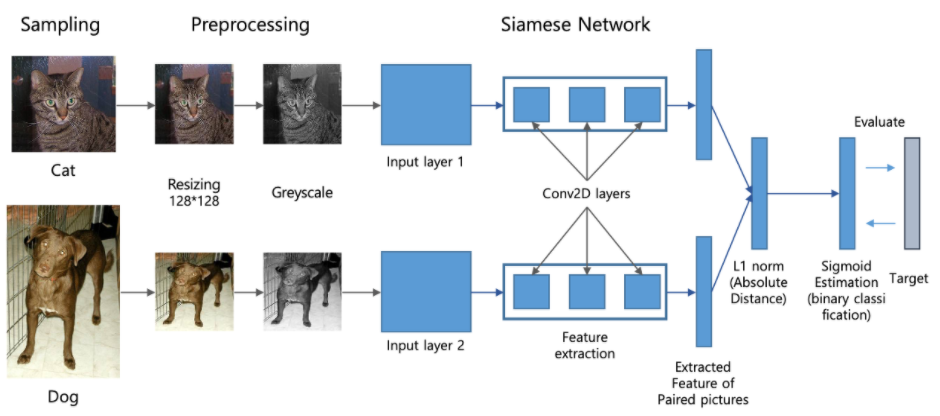 Sampling
Preprocessing
Siamese Network
Cat
Resizing
128*128
Greyscale
Input layer 1
Conv2D layers
Evaluate
L1 norm
(Absolute
Distance)
Sigmoid
Estimation
(binary classi
fication)
Target
Dog
Input layer 2
Feature
extraction
Extracted
Feature of
Paired pictures